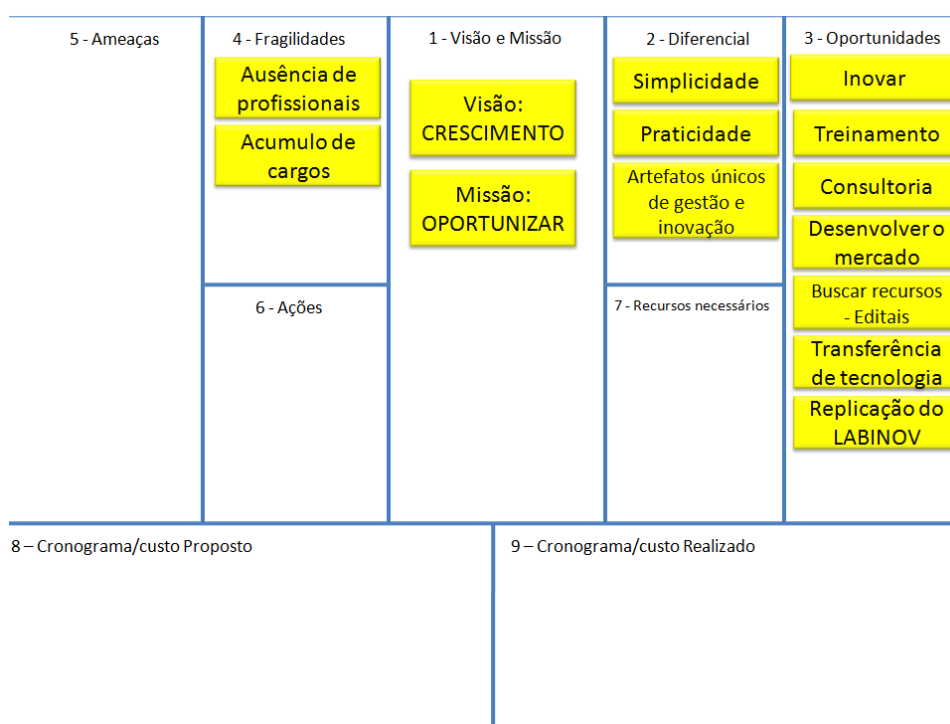 5 - Ameaças
4 - Fragilidades
Ausência de
profissionais
Acumulo de
cargos
1 - Visão e Missão
Visão:
CRESCIMENTO
Missão:
OPORTUNIZAR
2 - Diferencial
Simplicidade
Praticidade
Artefatos únicos
de gestão e
inovação
3 - Oportunidades
Inovar
Treinamento
Consultoria
Desenvolver o
mercado
Buscar recursos
- Editais
Transferência
de tecnologia
Replicação do
LABINOV
6 - Ações
7 - Recursos necessários
8 – Cronograma/custo Proposto
9 – Cronograma/custo Realizado